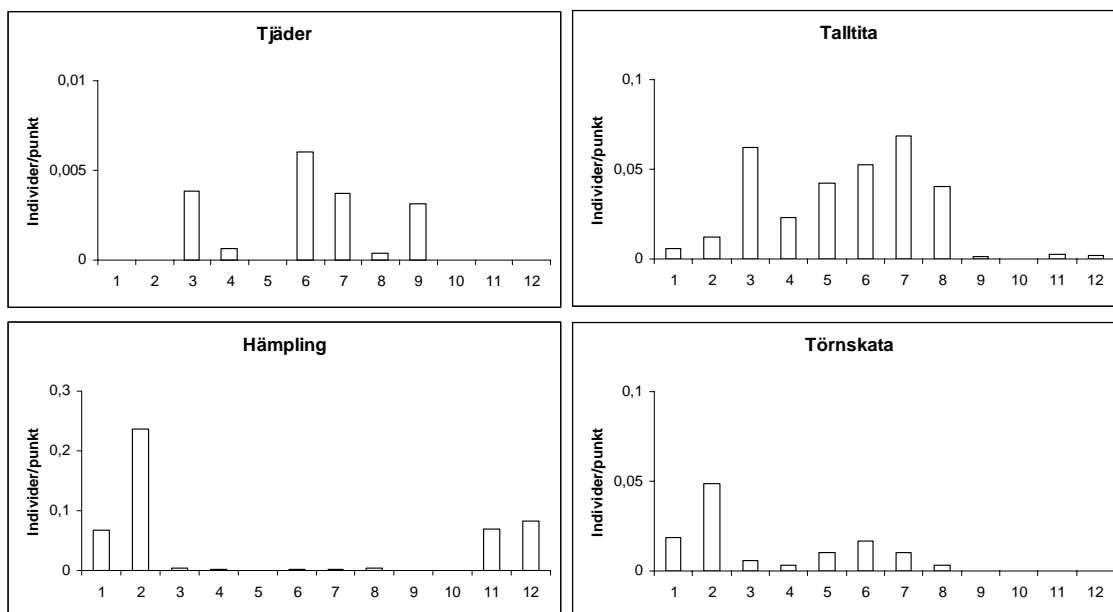 Tjäder
Individer/punkt
0,01
0,005
0
1 2 3 4 5 6 7 8 9 10 11 12
Talltita
Individer/punkt
0,1
0,05
0
1 2 3 4 5 6 7 8 9 10 11 12
Hämpling
Individer/punkt
0,3
0,2
0,1
0
1 2 3 4 5 6 7 8 9 10 11 12
Törnskata
Individer/punkt
0,1
0,05
0
1 2 3 4 5 6 7 8 9 10 11 12